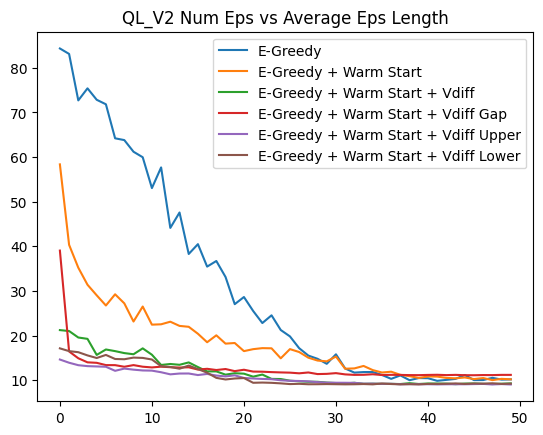 QL_V2 Num Eps vs Average Eps Length
E-Greedy
E-Greedy + Warm Start
E-Greedy + Warm Start + Vdiff
E-Greedy + Warm Start + Vdiff Gap
E-Greedy + Warm Start + Vdiff Upper
E-Greedy + Warm Start + Vdiff Lower
80
70
60
50
40
30
20
10
0 10 20 30 40 50